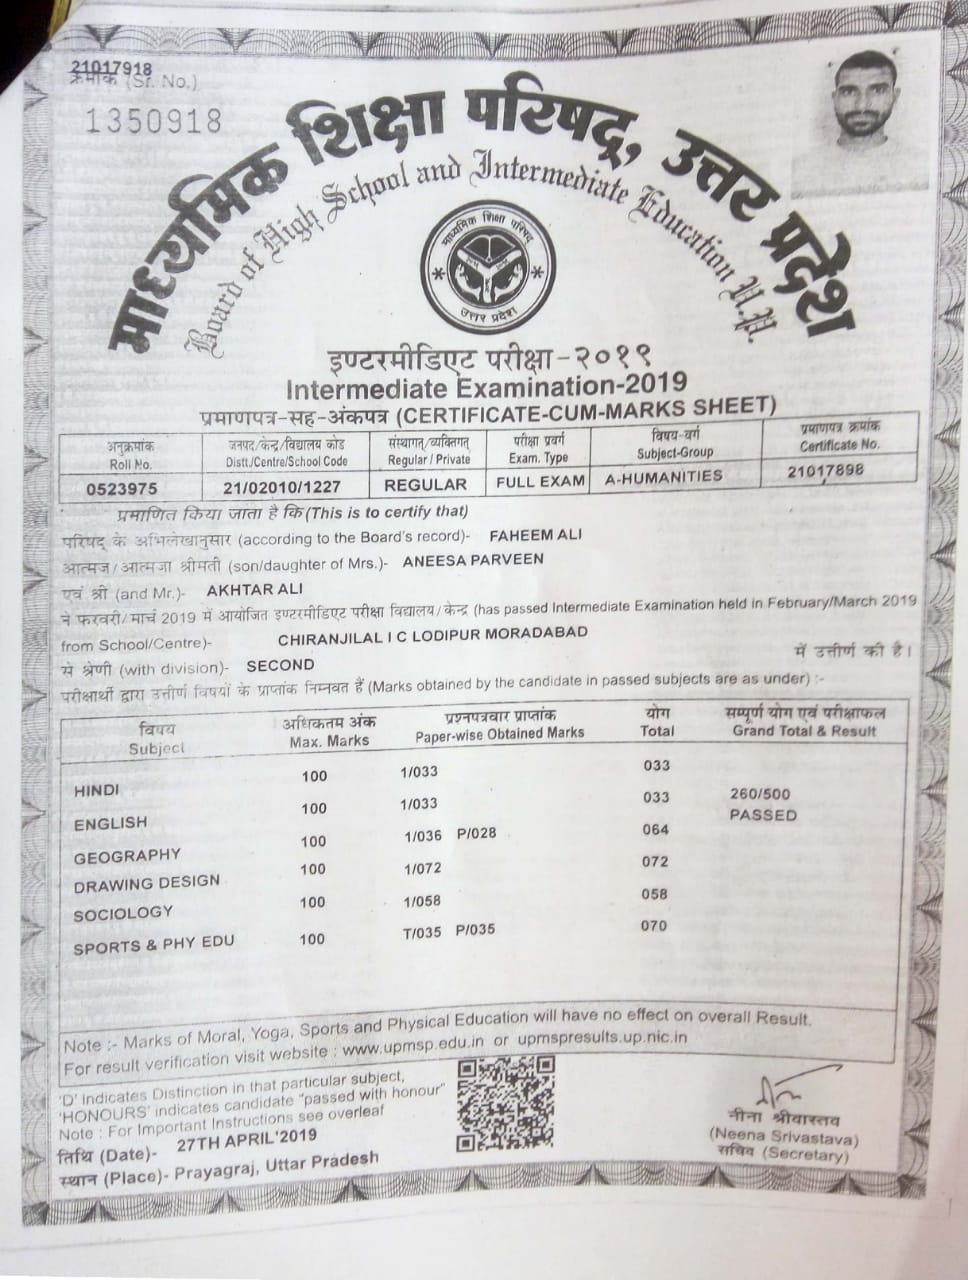 21017918
क्रमांक (Sr. No.)
1350918
माध्यमिक शिक्षा परिषद्, उत्तर प्रदेश
Board of High School and Intermediate Education U.P.
माध्यमिक शिक्षा परिषद
उत्तर प्रदेश
इण्टरमीडिएट परीक्षा-२०१९
Intermediate Examination-2019
प्रमाणपत्र-सह-अंकपत्र (CERTIFICATE-CUM-MARKS SHEET)
अनुक्रमांक जनपद/केन्द्र/विद्यालय कोड संस्थागत/व्यक्तिगत परीक्षा प्रवर्ग विषय-वर्ग प्रमाणपत्र क्रमांक
Roll No. Distt./Centre/School Code Regular / Private Exam. Type Subject-Group Certificate No.
0523975 21/02010/1227 REGULAR FULL EXAM A-HUMANITIES 21017898
प्रमाणित किया जाता है कि (This is to certify that)
परिषद् के अभिलेखानुसार (according to the Board's record)- FAHEEM ALI
आत्मज/आत्मजा श्रीमती (son/daughter of Mrs.)- ANEESA PARVEEN
एवं श्री (and Mr.)- AKHTAR ALI
ने फरवरी/मार्च 2019 में आयोजित इण्टरमीडिएट परीक्षा विद्यालय/केन्द्र (has passed Intermediate Examination held in February/March 2019
from School/Centre)- CHIRANJILAL I C LODIPUR MORADABAD
से श्रेणी (with division)- SECOND में उत्तीर्ण की है।
परीक्षार्थी द्वारा उत्तीर्ण विषयों के प्राप्तांक निम्नवत हैं (Marks obtained by the candidate in passed subjects are as under) :-
विषय अधिकतम अंक प्रश्नपत्रवार प्राप्तांक योग सम्पूर्ण योग एवं परीक्षाफल
Subject Max. Marks Paper-wise Obtained Marks Total Grand Total & Result
HINDI 100 1/033 033
ENGLISH 100 1/033 033 260/500
PASSED
GEOGRAPHY 100 1/036 P/028 064
DRAWING DESIGN 100 1/072 072
SOCIOLOGY 100 1/058 058
SPORTS & PHY EDU 100 T/035 P/035 070
Note :- Marks of Moral, Yoga, Sports and Physical Education will have no effect on overall Result.
For result verification visit website : www.upmsp.edu.in or upmspresults.up.nic.in
'D' Indicates Distinction in that particular subject,
'HONOURS' indicates candidate "passed with honour"
Note : For Important Instructions see overleaf
तिथि (Date)- 27TH APRIL'2019
स्थान (Place)- Prayagraj, Uttar Pradesh
नीना श्रीवास्तव
(Neena Srivastava)
सचिव (Secretary)